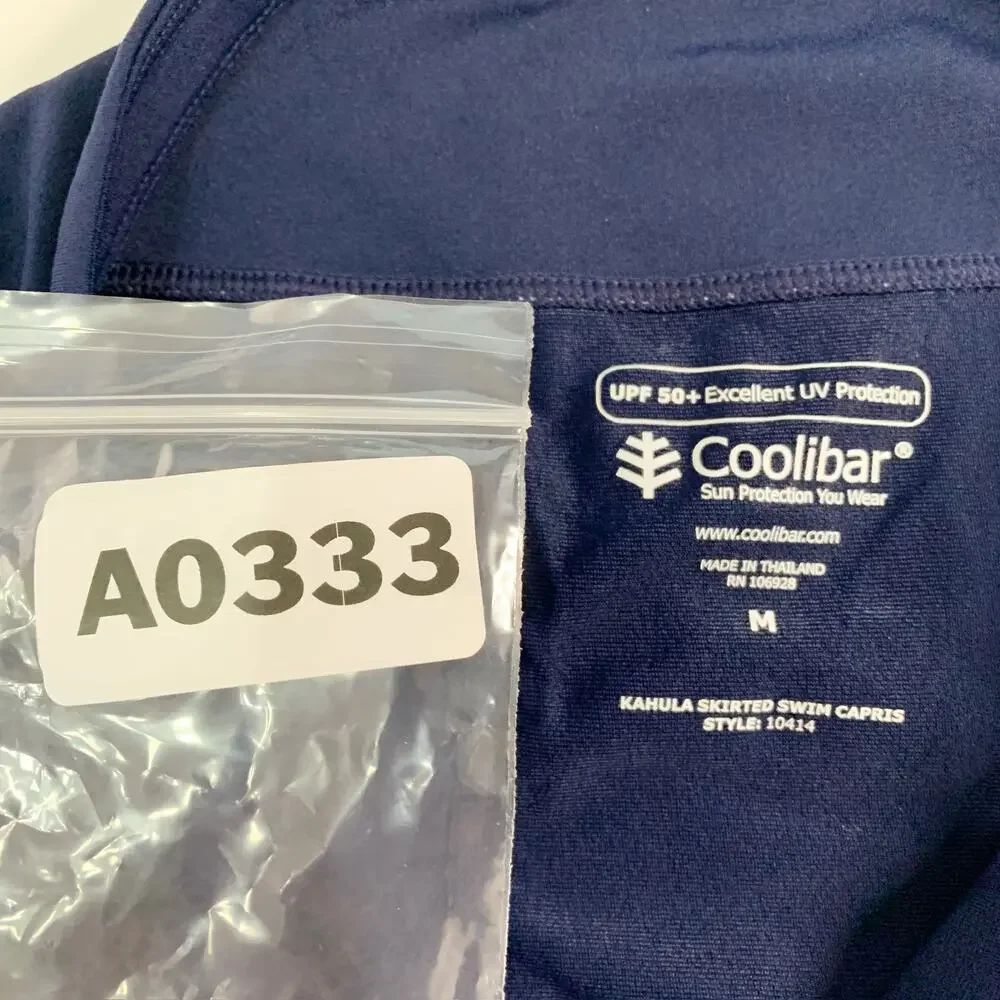 A0333
UPF 50+ Excellent UV Protection
Coolibar®
Sun Protection You Wear
www.coolibar.com
MADE IN THAILAND
RN 106928
M
KAHULA SKIRTED SWIM CAPRIS
STYLE: 10414